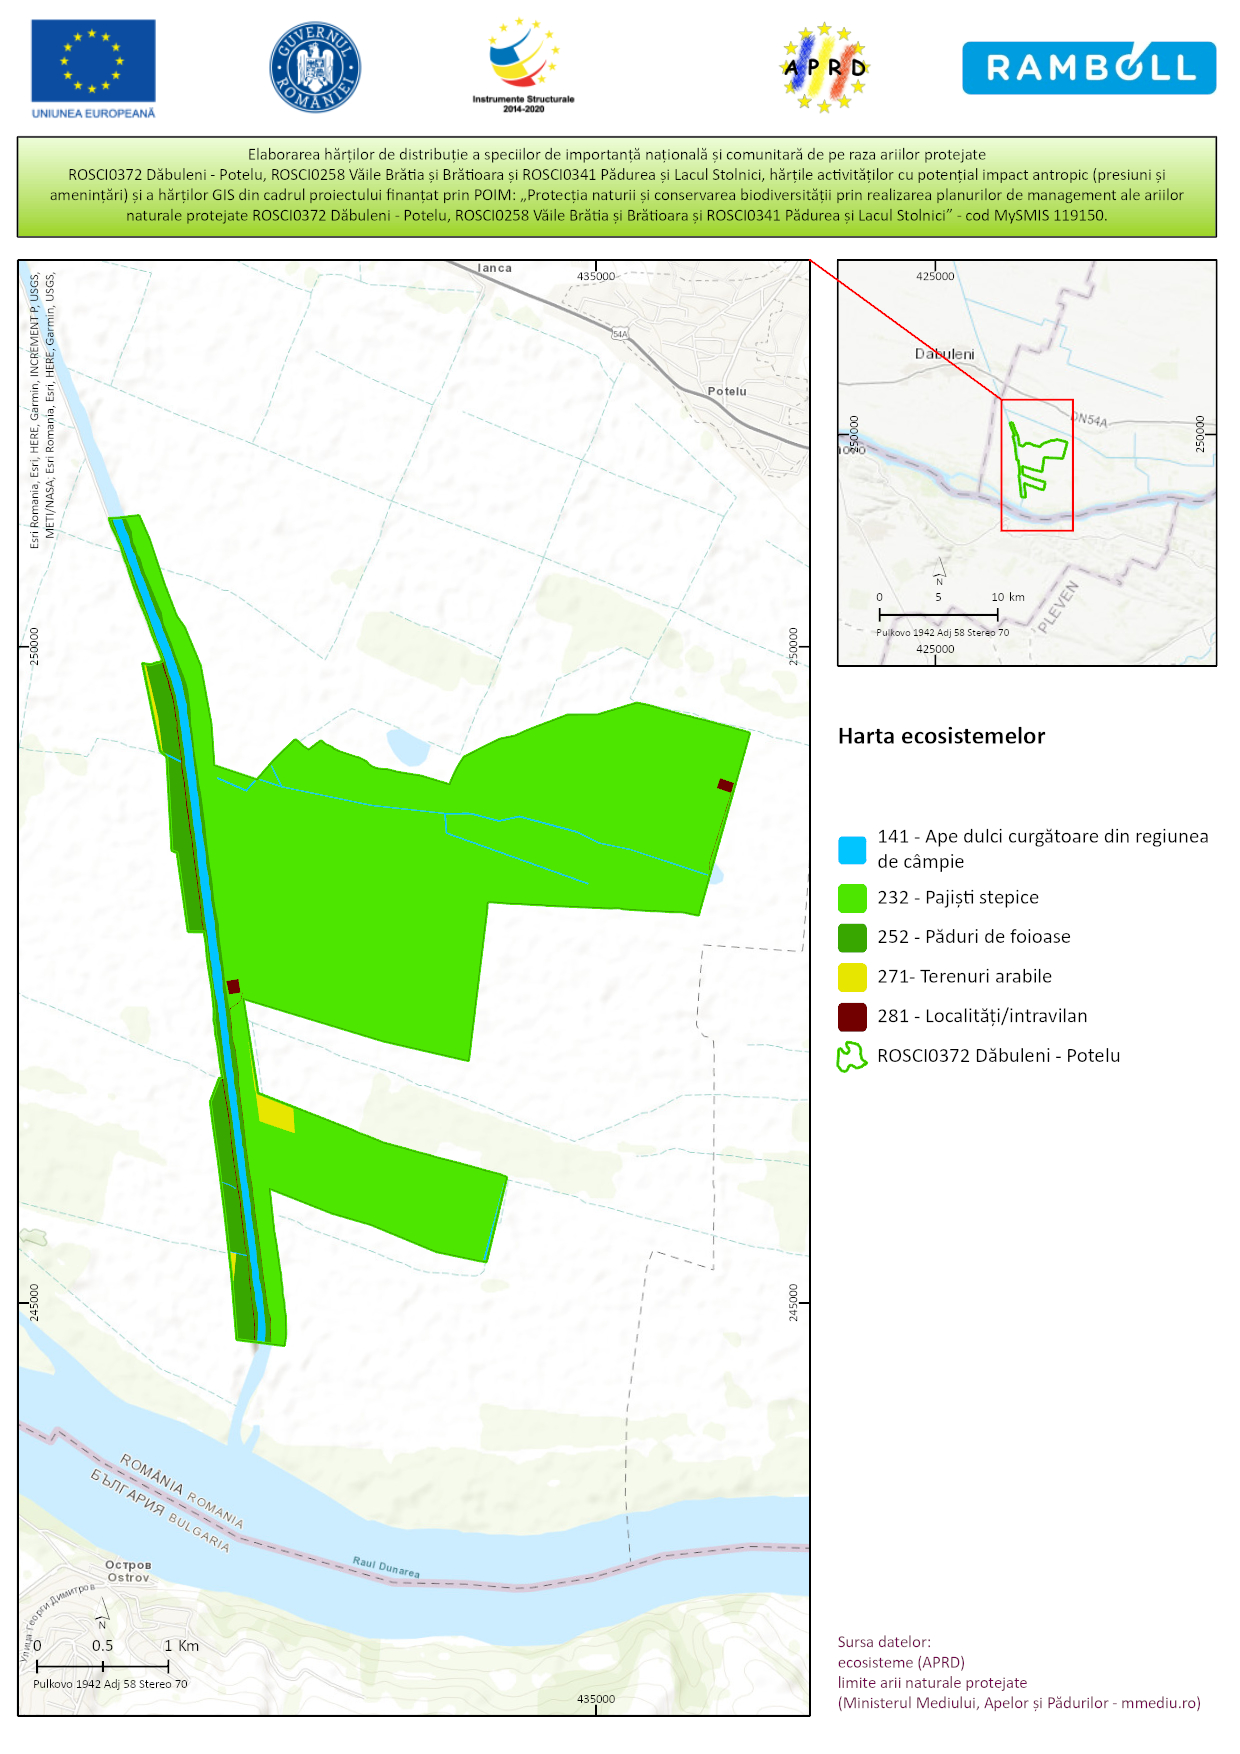 UNIUNEA EUROPEANĂ
GUVERNUL ROMÂNIEI
Instrumente Structurale
2014-2020
APRD
RAMBOLL
Elaborarea hărților de distribuție a speciilor de importanță națională și comunitară de pe raza ariilor protejate
ROSCI0372 Dăbuleni - Potelu, ROSCI0258 Văile Brătia și Brătioara și ROSCI0341 Pădurea și Lacul Stolnici, hărțile activităților cu potențial impact antropic (presiuni și
amenințări) și a hărților GIS din cadrul proiectului finanțat prin POIM: „Protecția naturii si conservarea biodiversității prin realizarea planurilor de management ale ariilor
naturale protejate ROSCI0372 Dăbuleni - Potelu, ROSCI0258 Văile Brătia și Brătioara și ROSCI0341 Pădurea și Lacul Stolnici” - cod MySMIS 119150.
Esri Romania, Esri, HERE, Garmin, INCREMENT P, USGS,
METI/NASA; Esri Romania, Esri, HERE, Garmin, USGS,
Ianca
435000
54A
Potelu
250000
250000
245000
245000
ROMÂNIA ROMANIA
БЪЛГАРИЯ BULGARIA
Raul Dunarea
Остров
Ostrov
Улица Георги Димитров
N
0 0.5 1 Km
Pulkovo 1942 Adj 58 Stereo 70
435000
425000
Dabuleni
DN54A
250000
250000
PLEVEN
N
0 5 10 km
Pulkovo 1942 Adj 58 Stereo 70
425000
Harta ecosistemelor
141 - Ape dulci curgătoare din regiunea
de câmpie
232 - Pajiști stepice
252 - Păduri de foioase
271- Terenuri arabile
281 - Localități/intravilan
ROSCI0372 Dăbuleni - Potelu
Sursa datelor:
ecosisteme (APRD)
limite arii naturale protejate
(Ministerul Mediului, Apelor și Pădurilor - mmediu.ro)